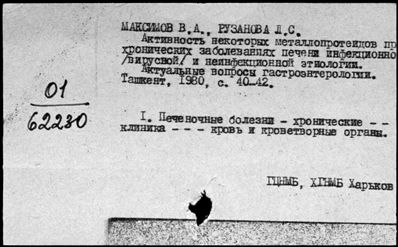 МАКСИМОВ В.А., РУЗАНОВА Л.С.
Активность некоторых металлопротеидов пр
хронических заболеваниях печени инфекционно
/вирусной/ и неинфекционной этиологии.
Актуальные вопросы гастроэнтерологии.
Ташкент, 1980, с. 40-42.
01
62230
I. Печеночные болезни - хронические - -
клиника - - - кровь и кроветворные органы.
ГЦНМБ, ХГНМБ Харьков